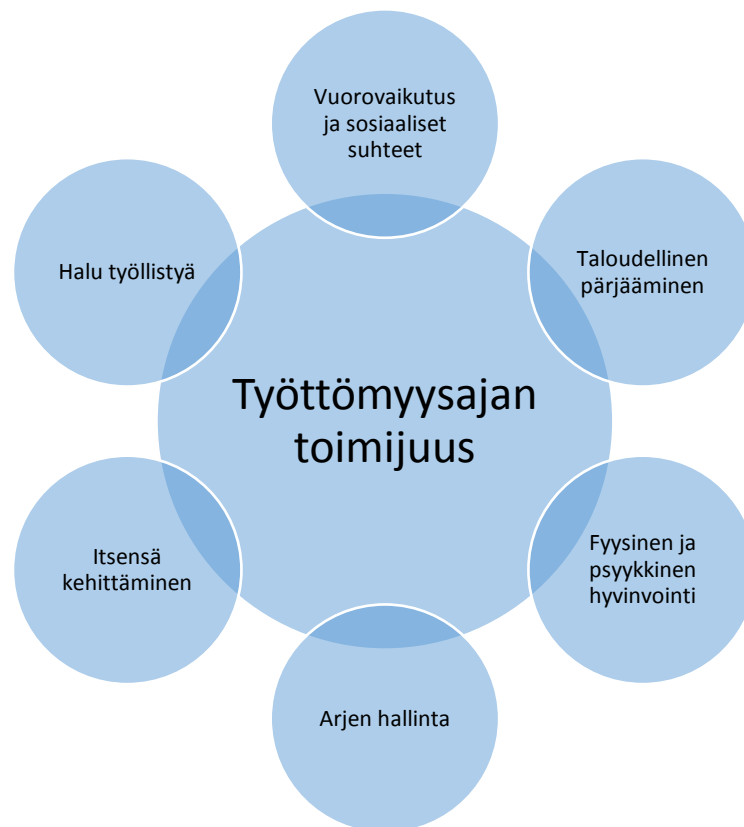 Vuorovaikutus
ja sosiaaliset
suhteet
Taloudellinen
pärjääminen
Fyysinen ja
psyykkinen
hyvinvointi
Arjen hallinta
Itsensä
kehittäminen
Halu työllistyä
Työttömyysajan
toimijuus